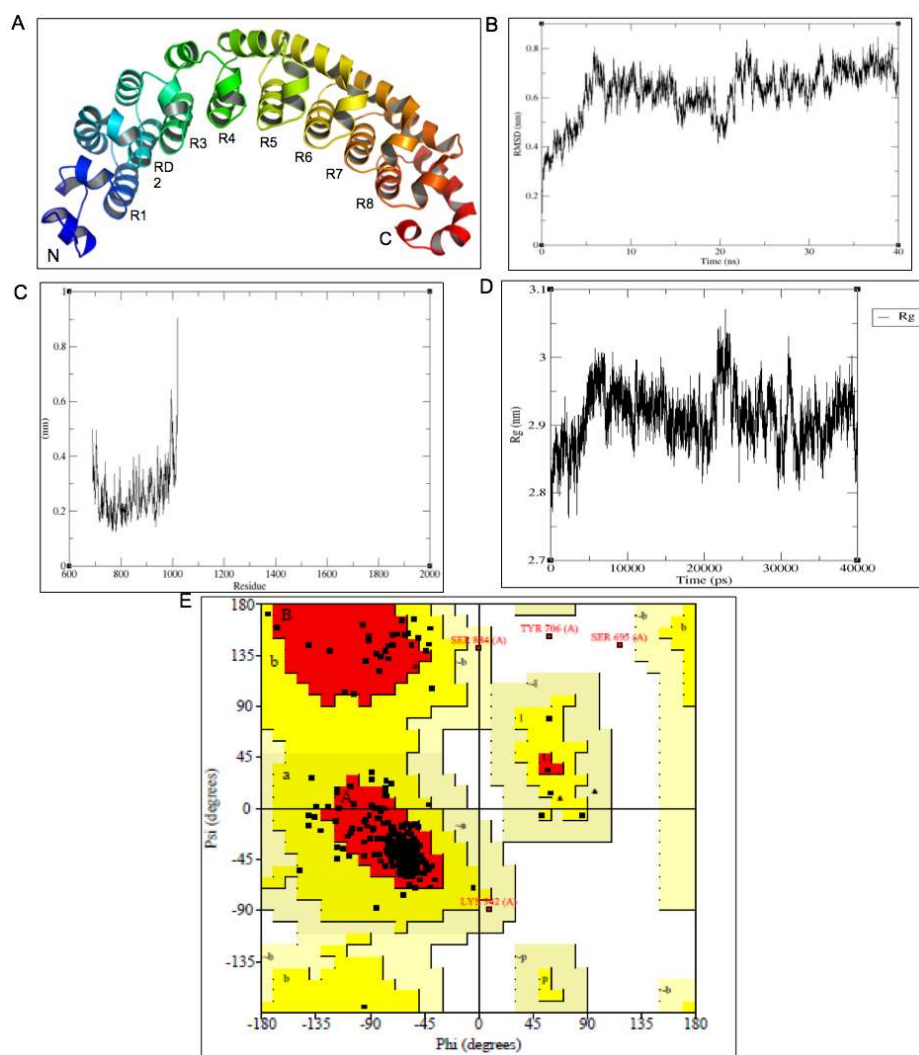 A
N
R1
RD
2
R3
R4
R5
R6
R7
R8
C
B
0.8
0.6
0.4
0.2
0
RMSD (nm)
0
10
20
30
40
Time (ns)
C
1
0.8
0.6
0.4
0.2
0
(nm)
600
800
1000
1200
1400
1600
1800
2000
Residue
D
3.1
3
2.9
2.8
2.7
Rg (nm)
0
10000
20000
30000
40000
Time (ps)
Rg
E
180
135
90
45
0
-45
-90
-135
-180
Psi (degrees)
B
b
~b
TYR 706 (A)
SER 695 (A)
~b
b
~l
l
a
A
~a
~b
b
~p
p
~b
-180
-135
-90
-45
0
45
90
135
180
Phi (degrees)